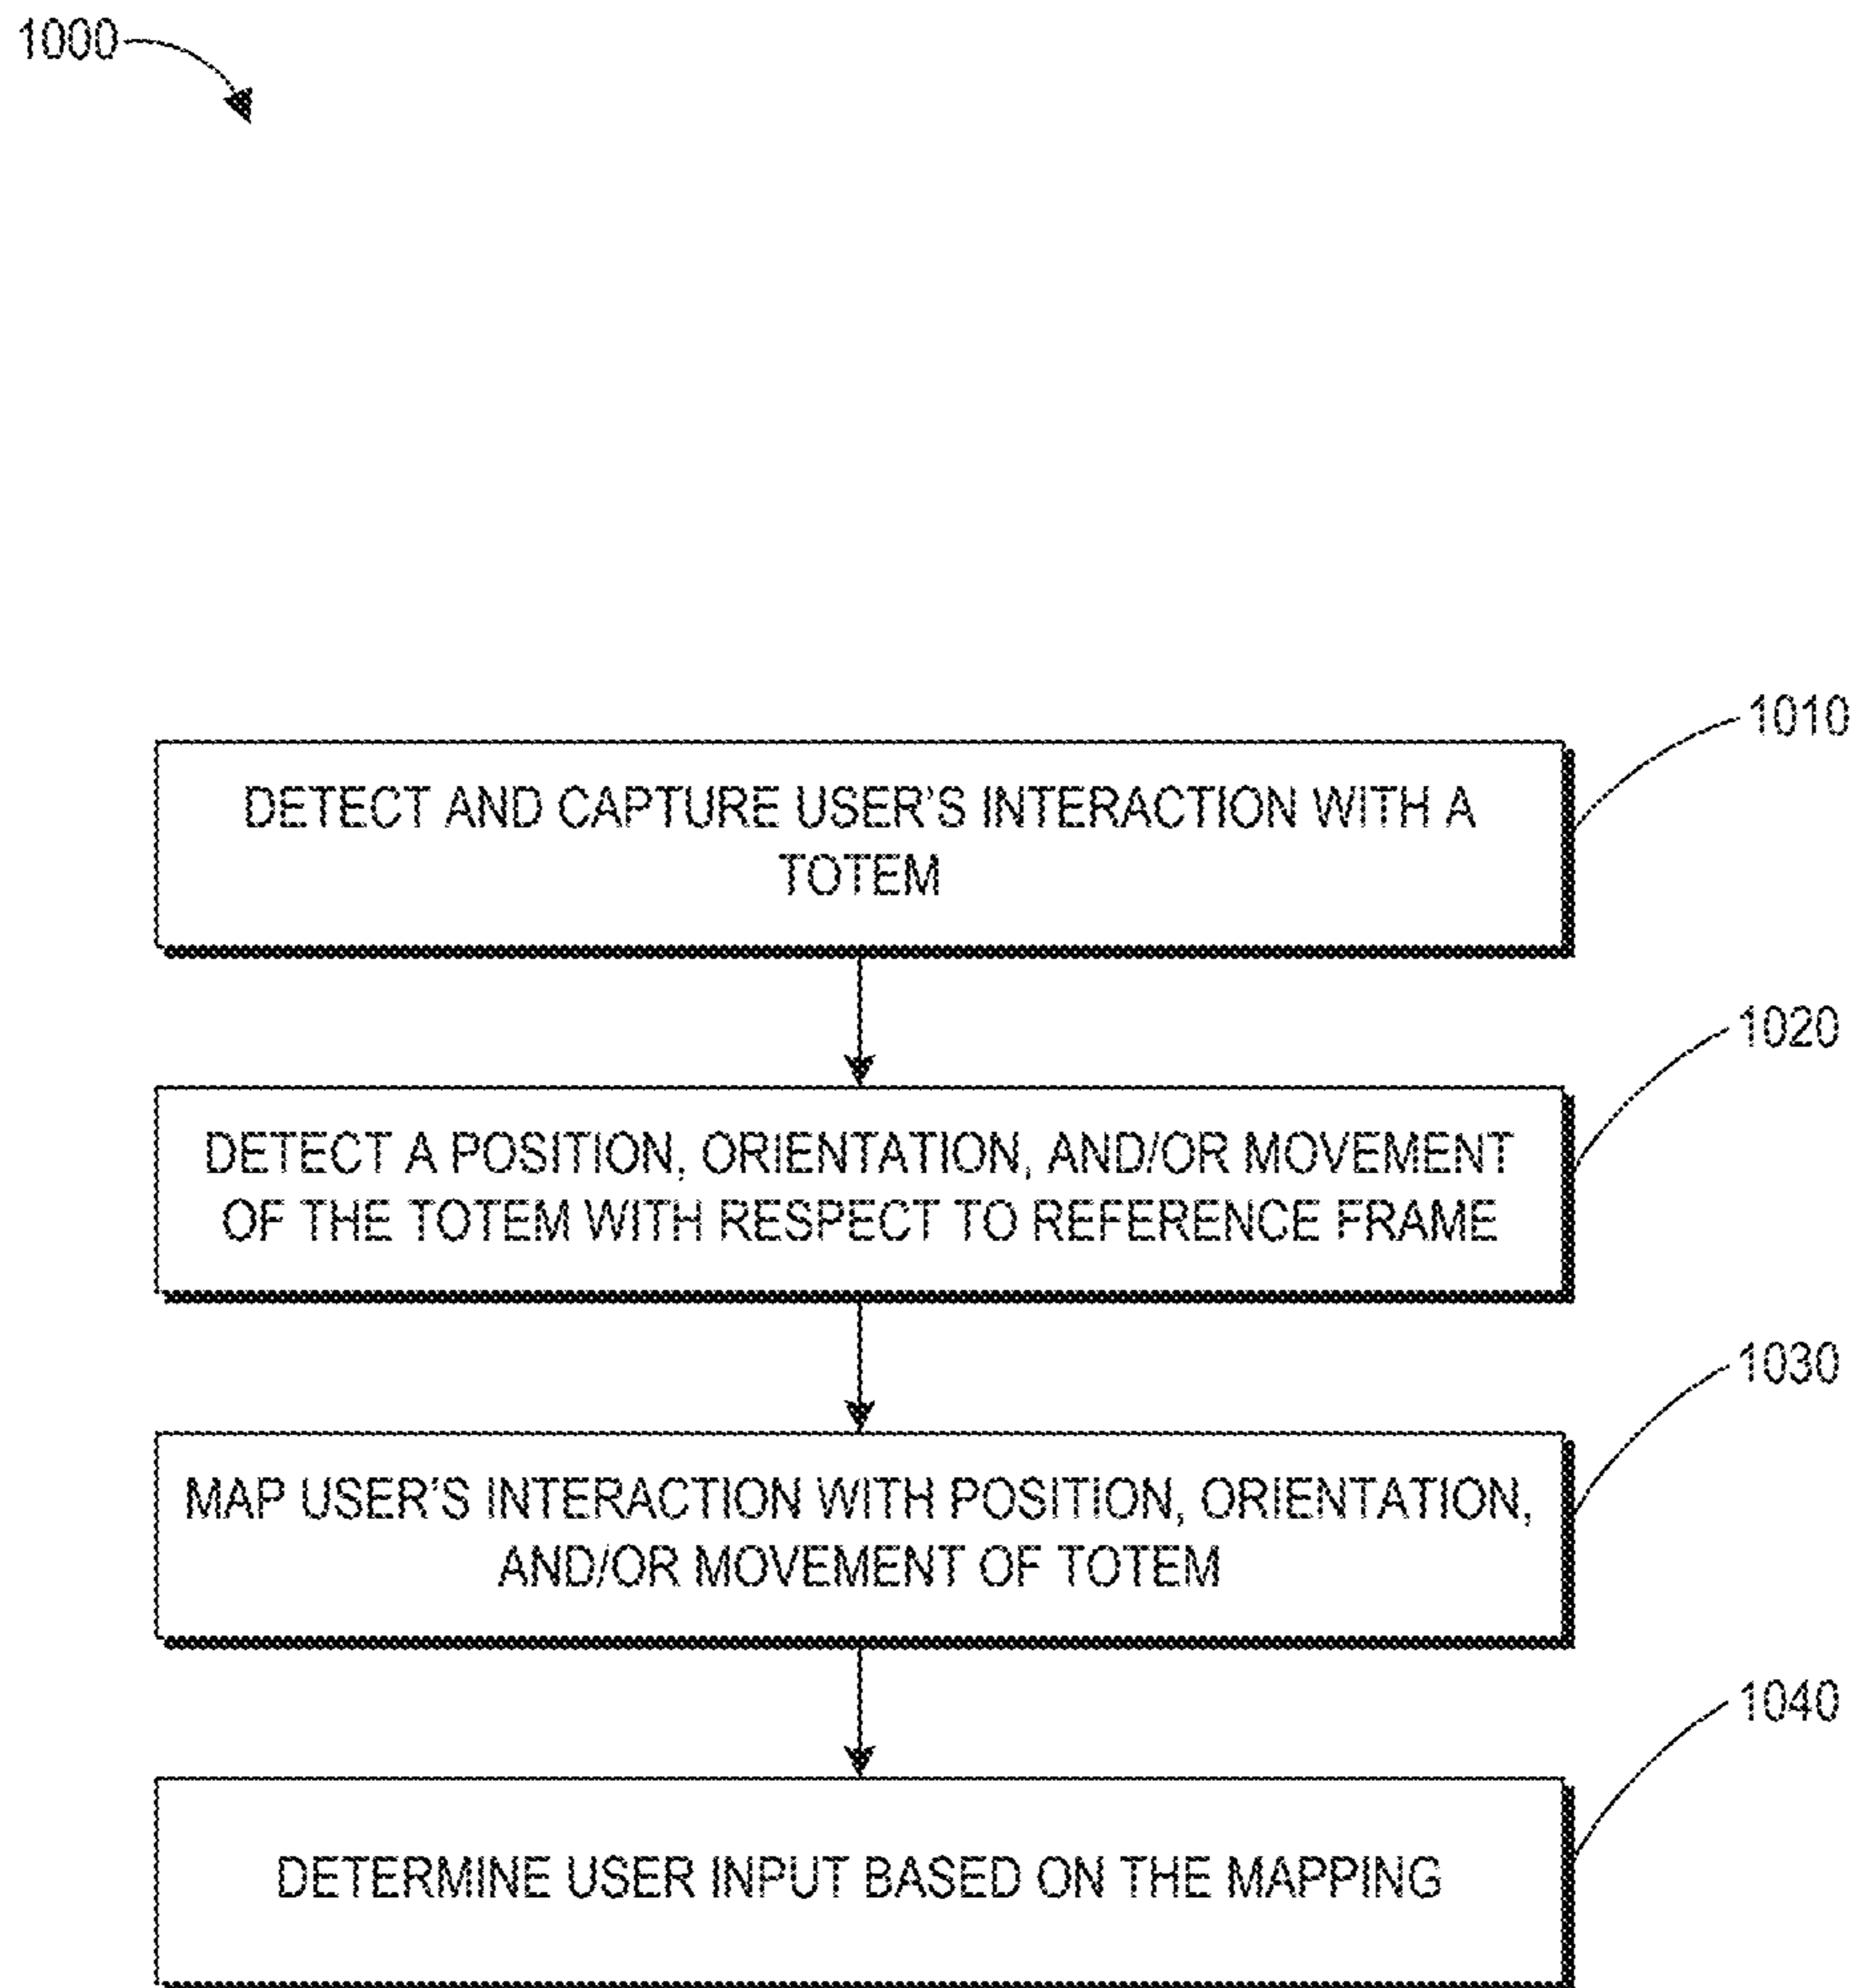 1000
1010
DETECT AND CAPTURE USER'S INTERACTION WITH A
TOTEM
1020
DETECT A POSITION, ORIENTATION, AND/OR MOVEMENT
OF THE TOTEM WITH RESPECT TO REFERENCE FRAME
1030
MAP USER'S INTERACTION WITH POSITION, ORIENTATION,
AND/OR MOVEMENT OF TOTEM
1040
DETERMINE USER INPUT BASED ON THE MAPPING